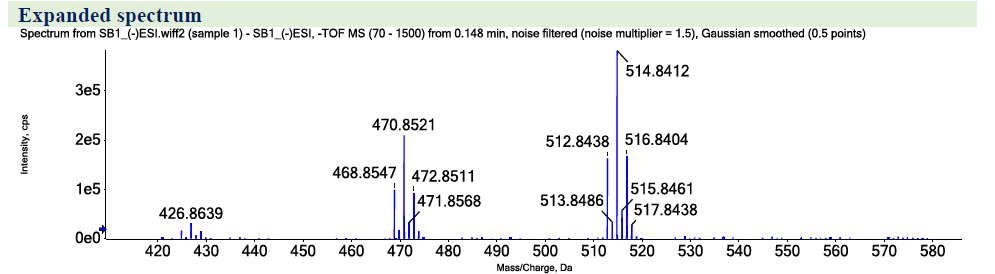 Expanded spectrum
Spectrum from SB1_(-)ESI.wiff2 (sample 1) - SB1_(-)ESI, -TOF MS (70 - 1500) from 0.148 min, noise filtered (noise multiplier = 1.5), Gaussian smoothed (0.5 points)
Intensity, cps
3e5
2e5
1e5
0e0
514.8412
470.8521
512.8438
516.8404
468.8547
472.8511
471.8568
513.8486
515.8461
517.8438
426.8639
420 430 440 450 460 470 480 490 500 510 520 530 540 550 560 570 580
Mass/Charge, Da